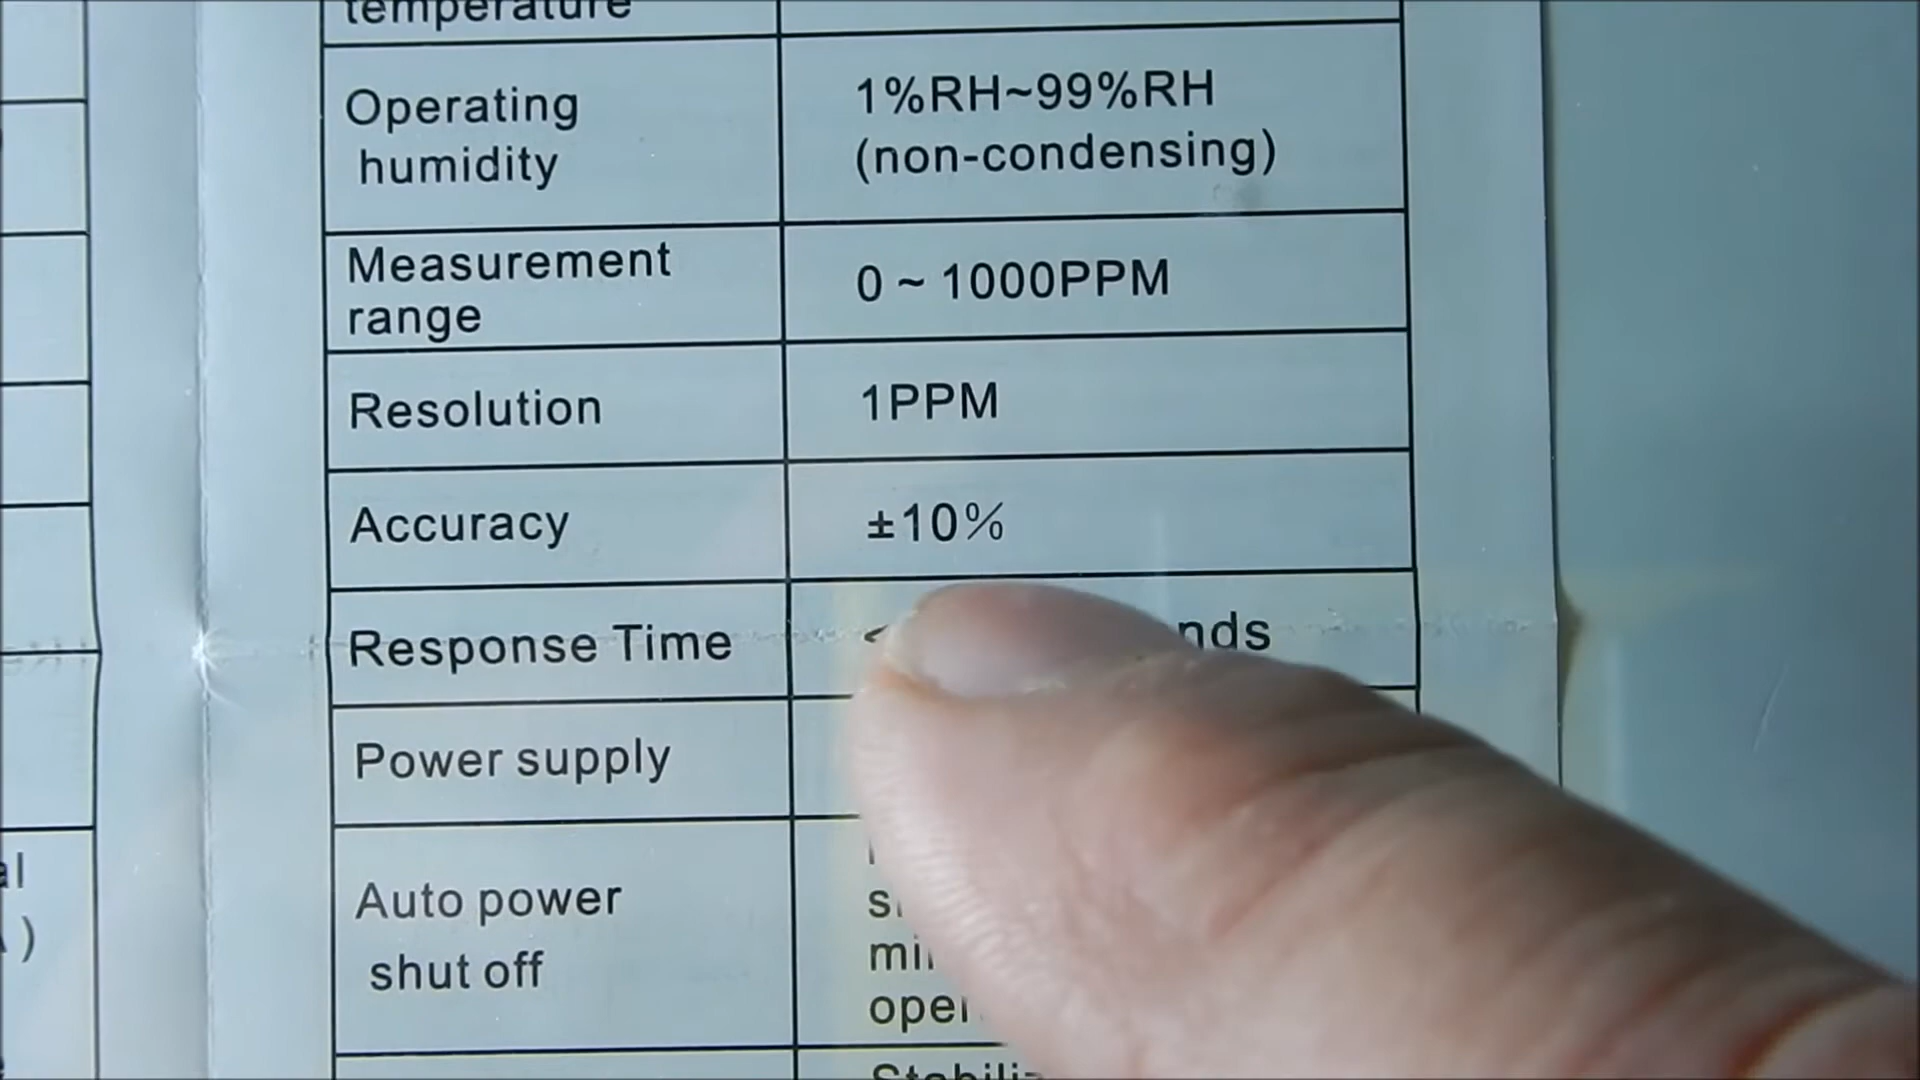 temperature
Operating
humidity
1%RH~99%RH
(non-condensing)
Measurement
range
0 ~ 1000PPM
Resolution
1PPM
Accuracy
±10%
Response Time
<
Power supply
Auto power
shut off
)